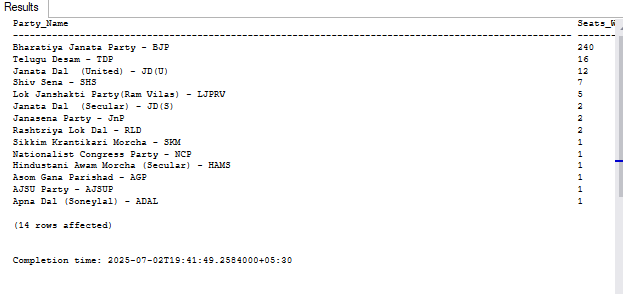 Results
Party_Name Seats_W
Bharatiya Janata Party - BJP 240
Telugu Desam - TDP 16
Janata Dal  (United) - JD(U) 12
Shiv Sena - SHS 7
Lok Janshakti Party(Ram Vilas) - LJPRV 5
Janata Dal  (Secular) - JD(S) 2
Janasena Party - JnP 2
Rashtriya Lok Dal - RLD 2
Sikkim Krantikari Morcha - SKM 1
Nationalist Congress Party - NCP 1
Hindustani Awam Morcha (Secular) - HAMS 1
Asom Gana Parishad - AGP 1
AJSU Party - AJSUP 1
Apna Dal (Soneylal) - ADAL 1
(14 rows affected)
Completion time: 2025-07-02T19:41:49.2584000+05:30